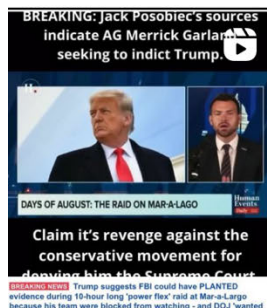 BREAKING: Jack Posobiec's sources
indicate AG Merrick Garland
seeking to indict Trump.
DAYS OF AUGUST: THE RAID ON MAR-A-LAGO
Human
Events
Claim it's revenge against the
conservative movement for
denying him the Supreme Court
BREAKING NEWS Trump suggests FBI could have PLANTED
evidence during 10-hour long 'power flex' raid at Mar-a-Largo
because his team were blocked from watching - and DOJ 'wanted